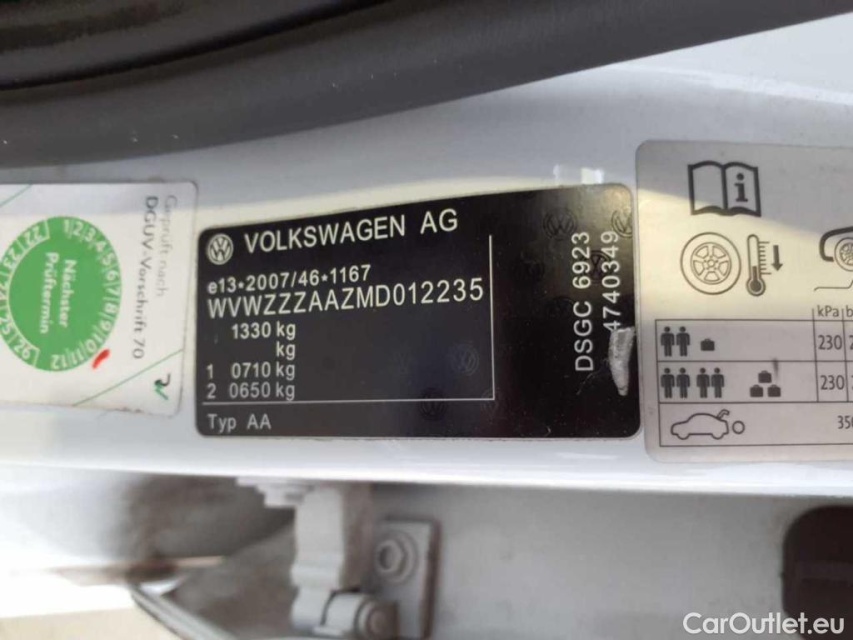 Geprüft nach
DGUV-Vorschrift 70
Nächster
Prüftermin
VOLKSWAGEN AG
e13*2007/46*1167
WVWZZZAAZMD012235
1330 kg
kg
1 0710 kg
2 0650 kg
Typ AA
DSGC 6923
4740349
kPa
230
230
350
CarOutlet.eu